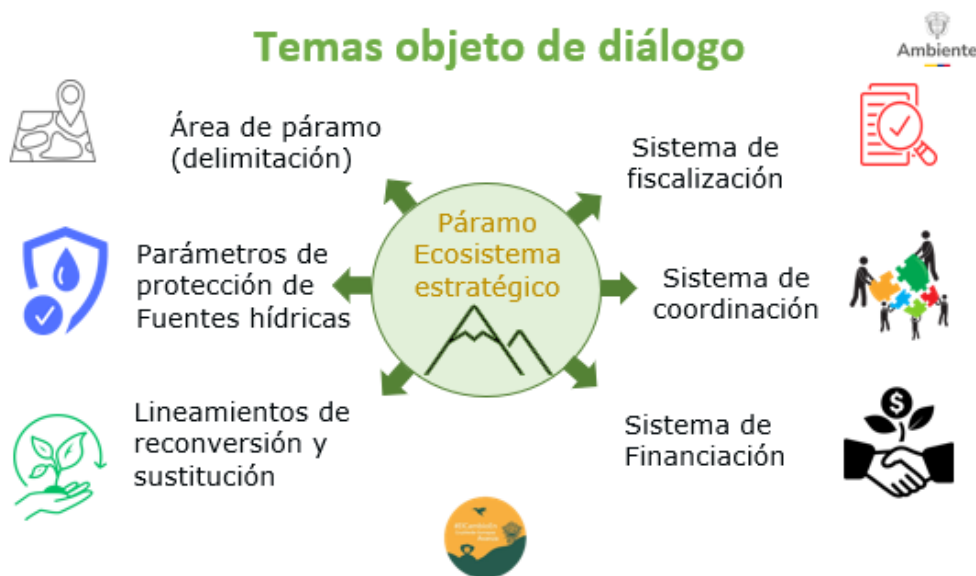 Temas objeto de diálogo
Ambiente
Área de páramo
(delimitación)
Parámetros de
protección de
Fuentes hídricas
Lineamientos de
reconversión y
sustitución
Páramo
Ecosistema
estratégico
Sistema de
fiscalización
Sistema de
coordinación
Sistema de
Financiación
$